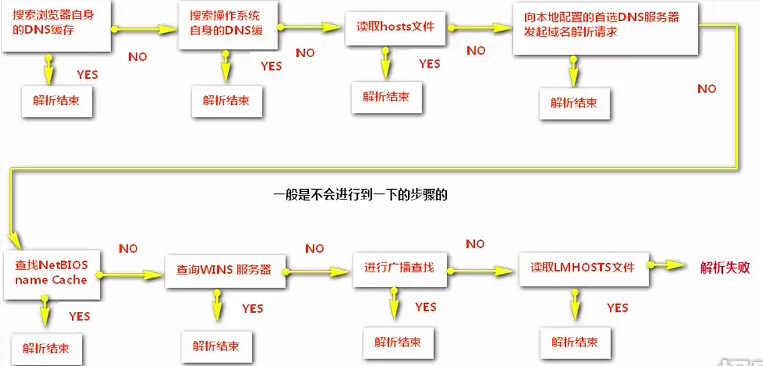 搜索浏览器自身
的DNS缓存
搜索操作系统
自身的DNS缓
读取hosts文件
向本地配置的首选DNS服务器
发起域名解析请求
NO
NO
NO
NO
YES
YES
YES
YES
解析结束
解析结束
解析结束
解析结束
一般是不会进行到一下的步骤的
查找NetBIOS
name Cache
查询WINS 服务器
进行广播查找
读取LMHOSTS文件
解析失败
NO
NO
NO
YES
YES
YES
YES
解析结束
解析结束
解析结束
解析结束